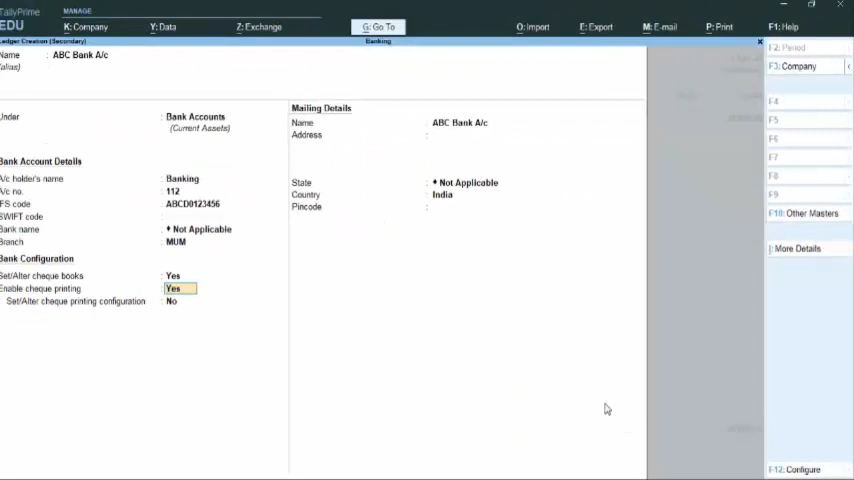 TallyPrime
EDU
MANAGE
K: Company
Y: Data
Z: Exchange
G: Go To
O: Import
E: Export
M: E-mail
P: Print
F1: Help
Ledger Creation (Secondary)
Banking
x
F2: Period
F3: Company
F4
F5
F6
F7
F8
F9
F10: Other Masters
More Details
F12: Configure
Name : ABC Bank A/c
(alias)
Under : Bank Accounts
(Current Assets)
Bank Account Details
A/c holder's name : Banking
A/c no. : 112
IFS code : ABCD0123456
SWIFT code :
Bank name : ♦ Not Applicable
Branch : MUM
Bank Configuration
Set/Alter cheque books : Yes
Enable cheque printing : Yes
Set/Alter cheque printing configuration : No
Mailing Details
Name : ABC Bank A/c
Address :
State : ♦ Not Applicable
Country : India
Pincode :